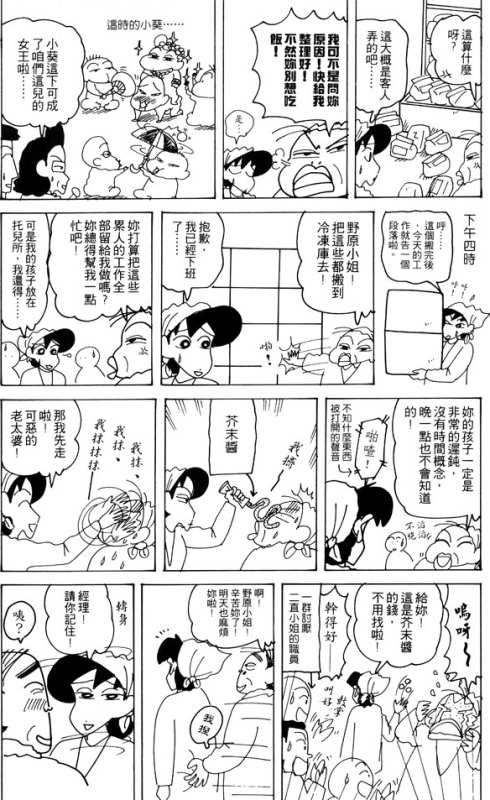 這算什麼
呀？
這大概是客人
弄的吧？
我可不是問妳
原因！快給我
整理好！
不然妳別想吃
飯！
是…
這時的小葵……
小葵這下可成
了咱們這兒的
女王啦……
下午四時
呼……
這個搬完後
，今天的工
作就告一個
段落啦。
野原小姐！
把這些都搬到
冷凍庫去！
啪！
抱歉，
我已經下班
了……
妳打算把這些
累人的工作全
部留給我做嗎？
妳總得幫我一點
忙吧！
可是我的孩子放在
托兒所，我還得……
妳的孩子一定是
非常的遲鈍，
沒有時間概念，
晚一點也不會知道
的！
啪喳！
不知什麼東西
被打開的聲音
我擠
芥末醬
我抹、
我抹、
我抹抹抹
那我先走
啦！
可惡的
老太婆！
嗚呀～
給妳！
這是芥末醬
的錢，
不用找啦！
幹得好！
一群討厭
二直小姐的職員
鼓掌
叫好
啊！
野原小姐！
辛苦妳了！
明天也麻煩
妳啦！
我摸
轉身
經理！
請你記住！
咦？